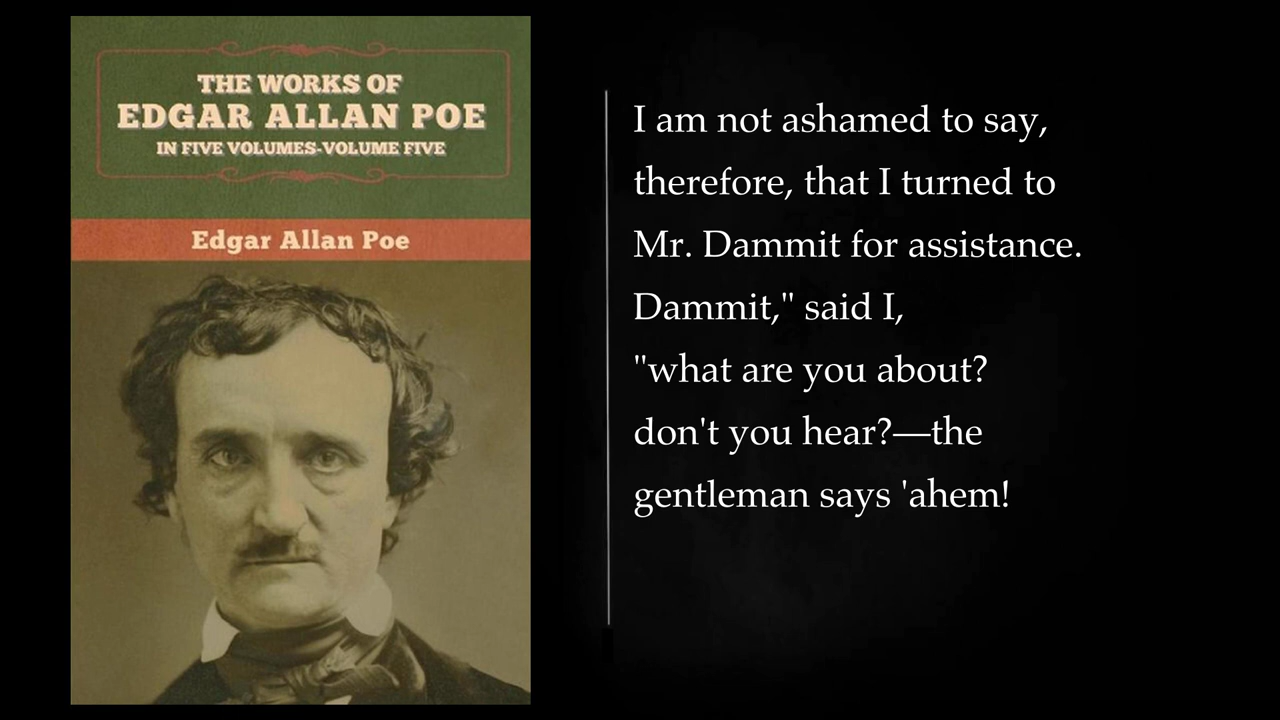 THE WORKS OF
EDGAR ALLAN POE
IN FIVE VOLUMES-VOLUME FIVE
Edgar Allan Poe
I am not ashamed to say,
therefore, that I turned to
Mr. Dammit for assistance.
Dammit," said I,
"what are you about?
don't you hear?—the
gentleman says 'ahem!